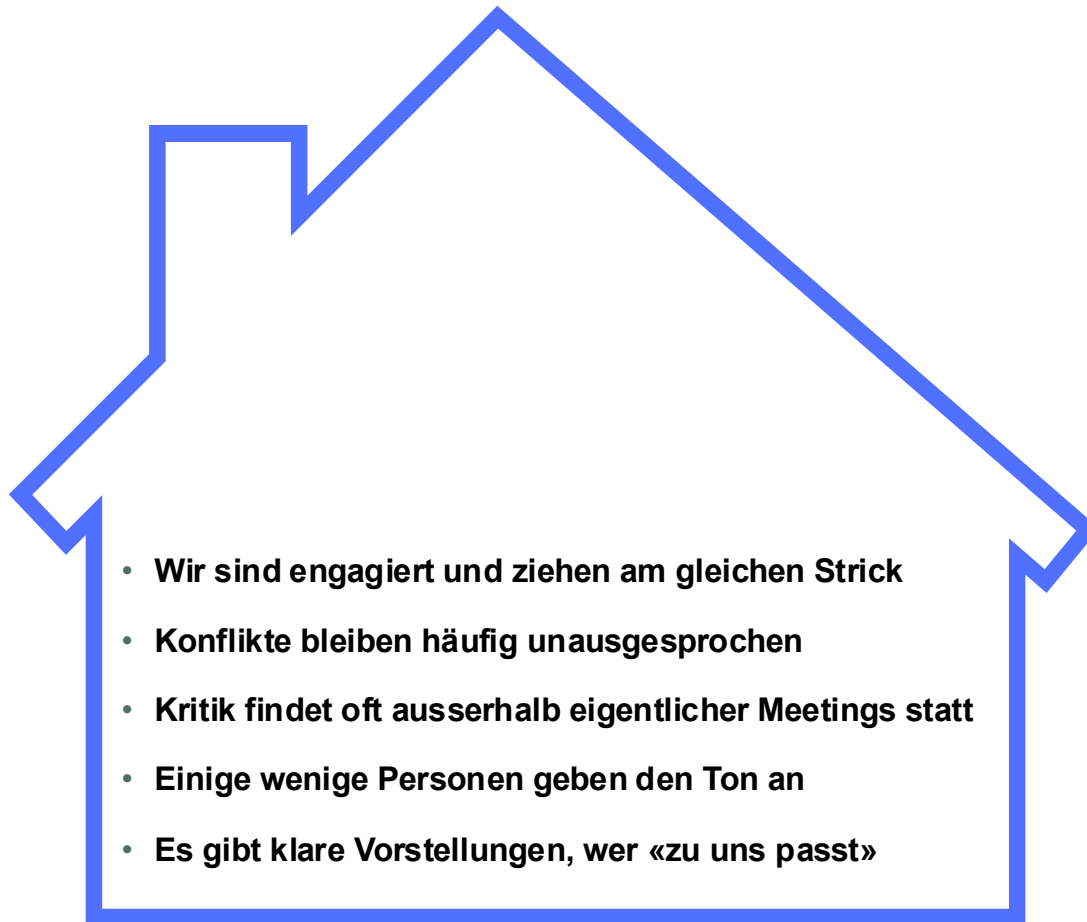 • Wir sind engagiert und ziehen am gleichen Strick
• Konflikte bleiben häufig unausgesprochen
• Kritik findet oft ausserhalb eigentlicher Meetings statt
• Einige wenige Personen geben den Ton an
• Es gibt klare Vorstellungen, wer «zu uns passt»